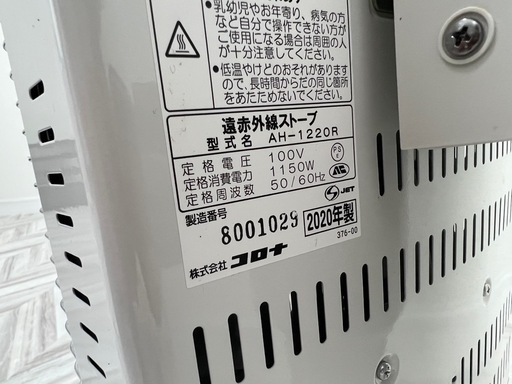 ●乳幼児やお年寄り、病気の方
など自分で操作できない方が
ご使用になる場合は周囲の人
が十分注意してください。
●低温やけどのおそれがあります
ので、長時間からだの同じ箇所
をあたためないでください。
遠赤外線ストーブ
型式名 AH-1220R
定格電圧 100V
定格消費電力 1150W
定格周波数 50/60Hz
PSE
JET
製造番号
8001029
2020年製
株式会社 コロナ
376-00